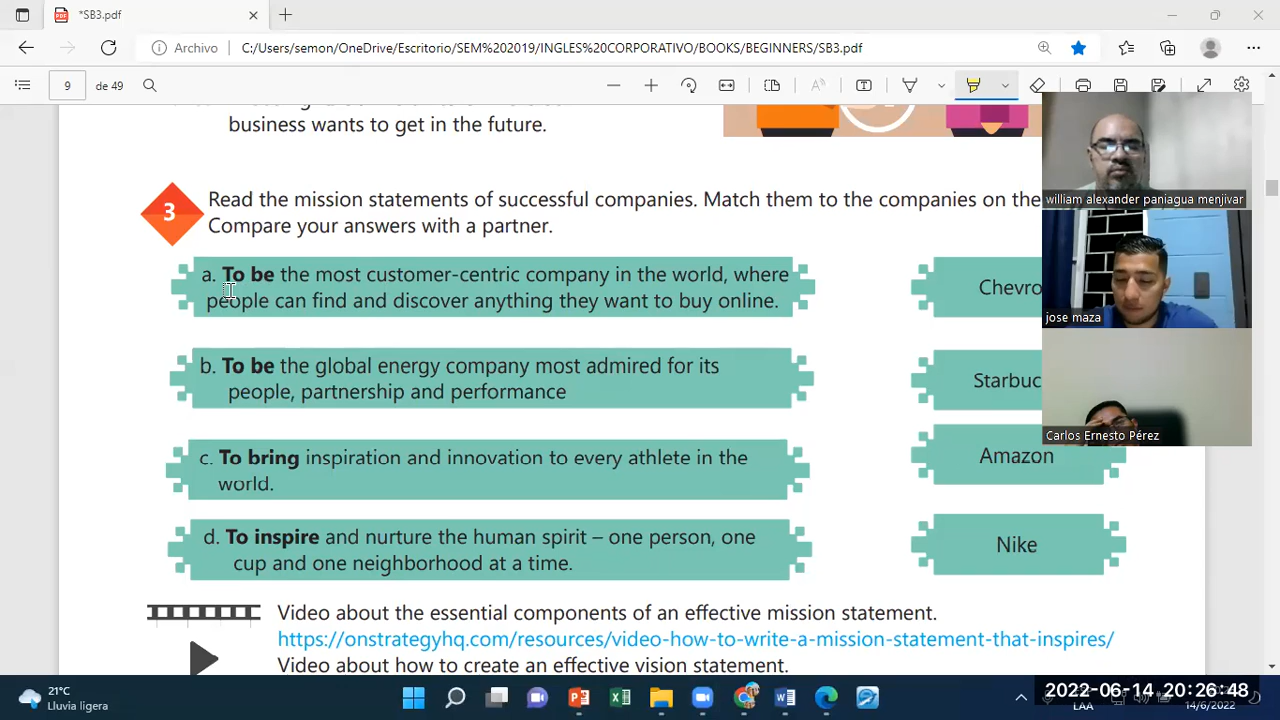 *SB3.pdf
Archivo
C:/Users/semon/OneDrive/Escritorio/SEM%202019/INGLES%20CORPORATIVO/BOOKS/BEGINNERS/SB3.pdf
9 de 49
business wants to get in the future.
3
Read the mission statements of successful companies. Match them to the companies on the
Compare your answers with a partner.
a. To be the most customer-centric company in the world, where
people can find and discover anything they want to buy online.
Chevro
b. To be the global energy company most admired for its
people, partnership and performance
Starbuc
c. To bring inspiration and innovation to every athlete in the
world.
Amazon
d. To inspire and nurture the human spirit – one person, one
cup and one neighborhood at a time.
Nike
Video about the essential components of an effective mission statement.
https://onstrategyhq.com/resources/video-how-to-write-a-mission-statement-that-inspires/
Video about how to create an effective vision statement.
william alexander paniagua menjivar
jose maza
Carlos Ernesto Pérez
21°C
Lluvia ligera
LAA
2022-06-14 20:26:48
14/6/2022